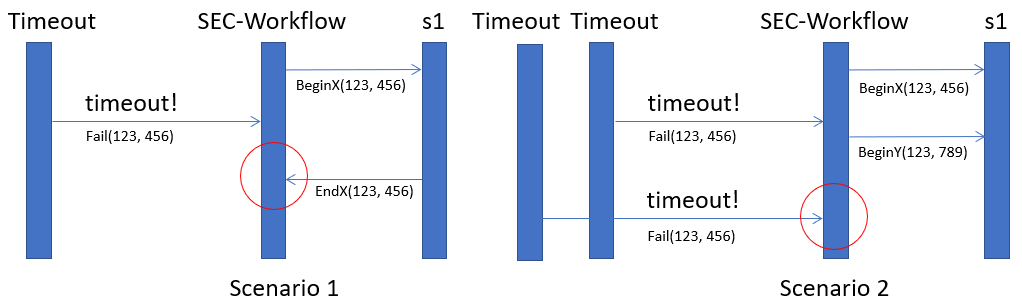 Timeout SEC-Workflow s1
BeginX(123, 456)
timeout!
Fail(123, 456)
EndX(123, 456)
Scenario 1
Timeout Timeout SEC-Workflow s1
BeginX(123, 456)
timeout!
Fail(123, 456)
BeginY(123, 789)
timeout!
Fail(123, 456)
Scenario 2